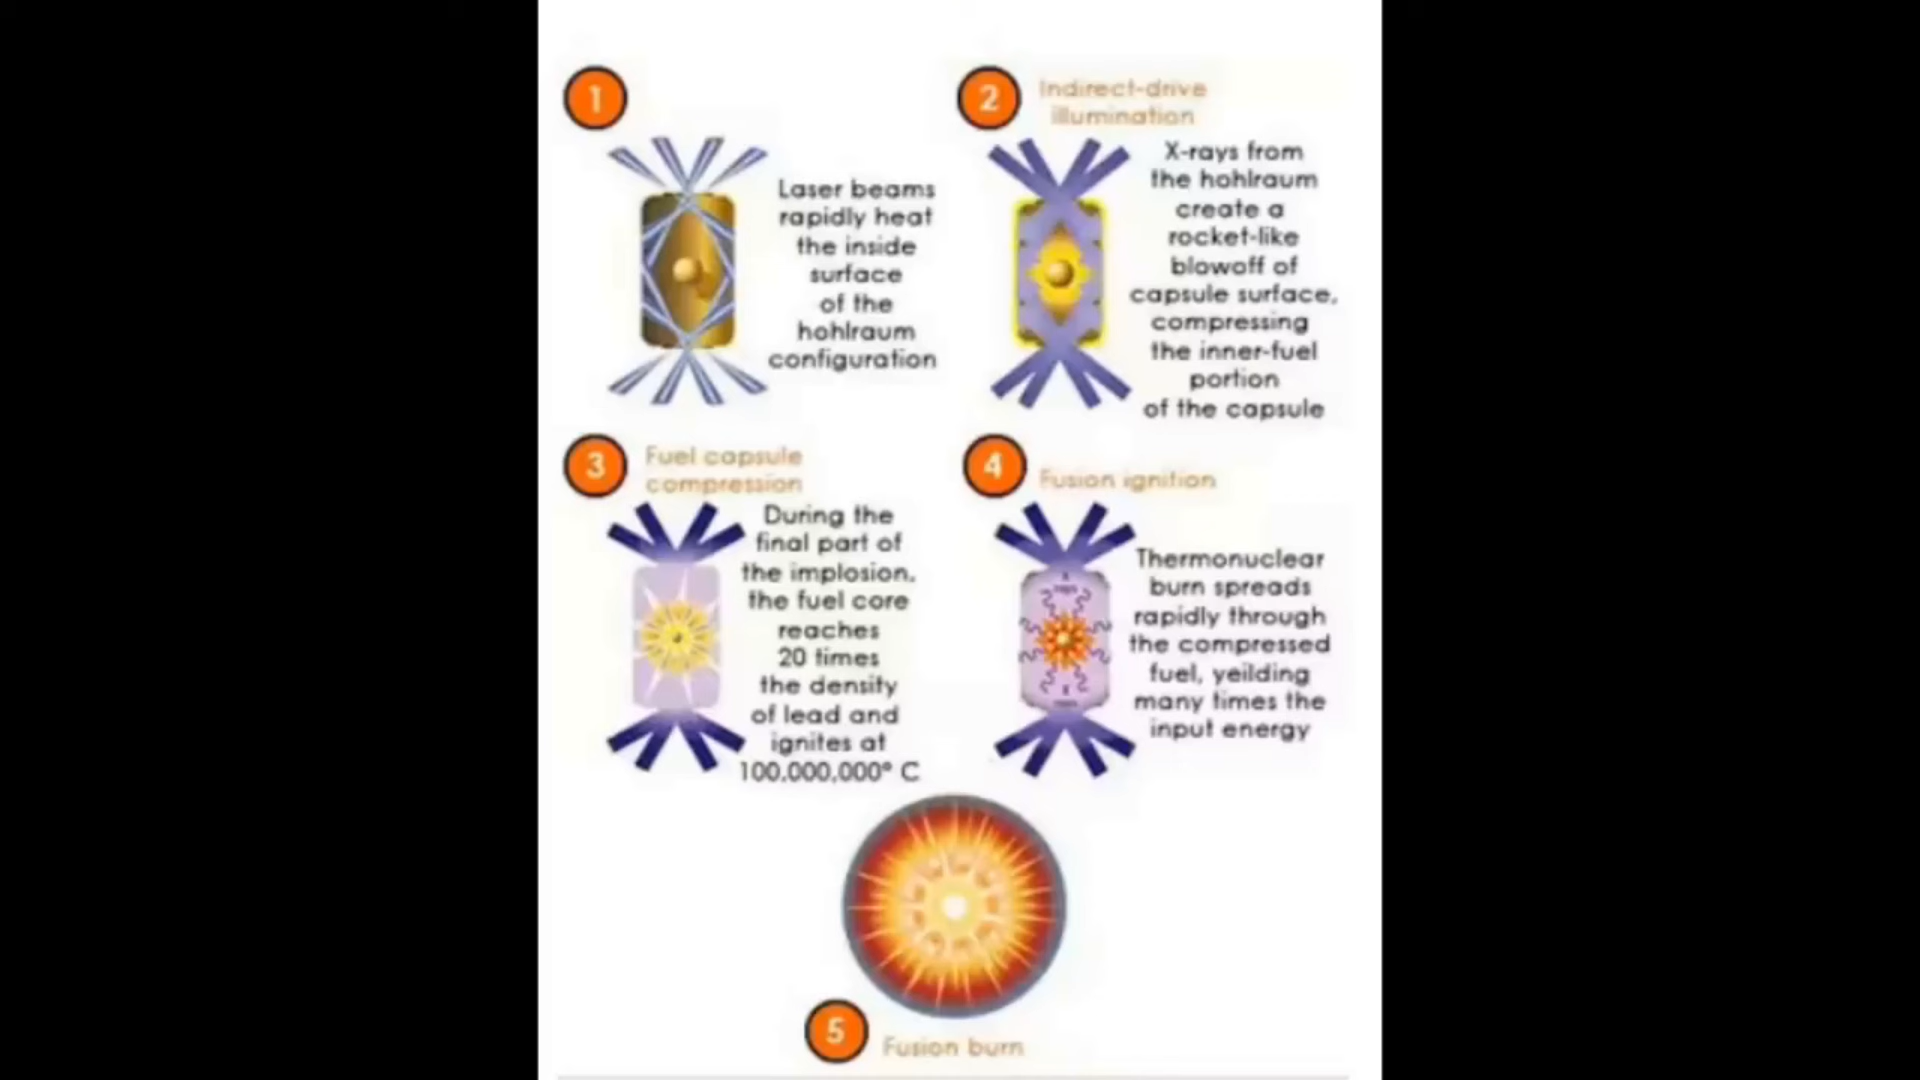 1
Laser beams
rapidly heat
the inside
surface
of the
hohlraum
configuration
2
Indirect-drive
illumination
X-rays from
the hohlraum
create a
rocket-like
blowoff of
capsule surface,
compressing
the inner-fuel
portion
of the capsule
3
Fuel capsule
compression
During the
final part of
the implosion,
the fuel core
reaches
20 times
the density
of lead and
ignites at
100,000,000° C
4
Fusion ignition
Thermonuclear
burn spreads
rapidly through
the compressed
fuel, yeilding
many times the
input energy
5
Fusion burn